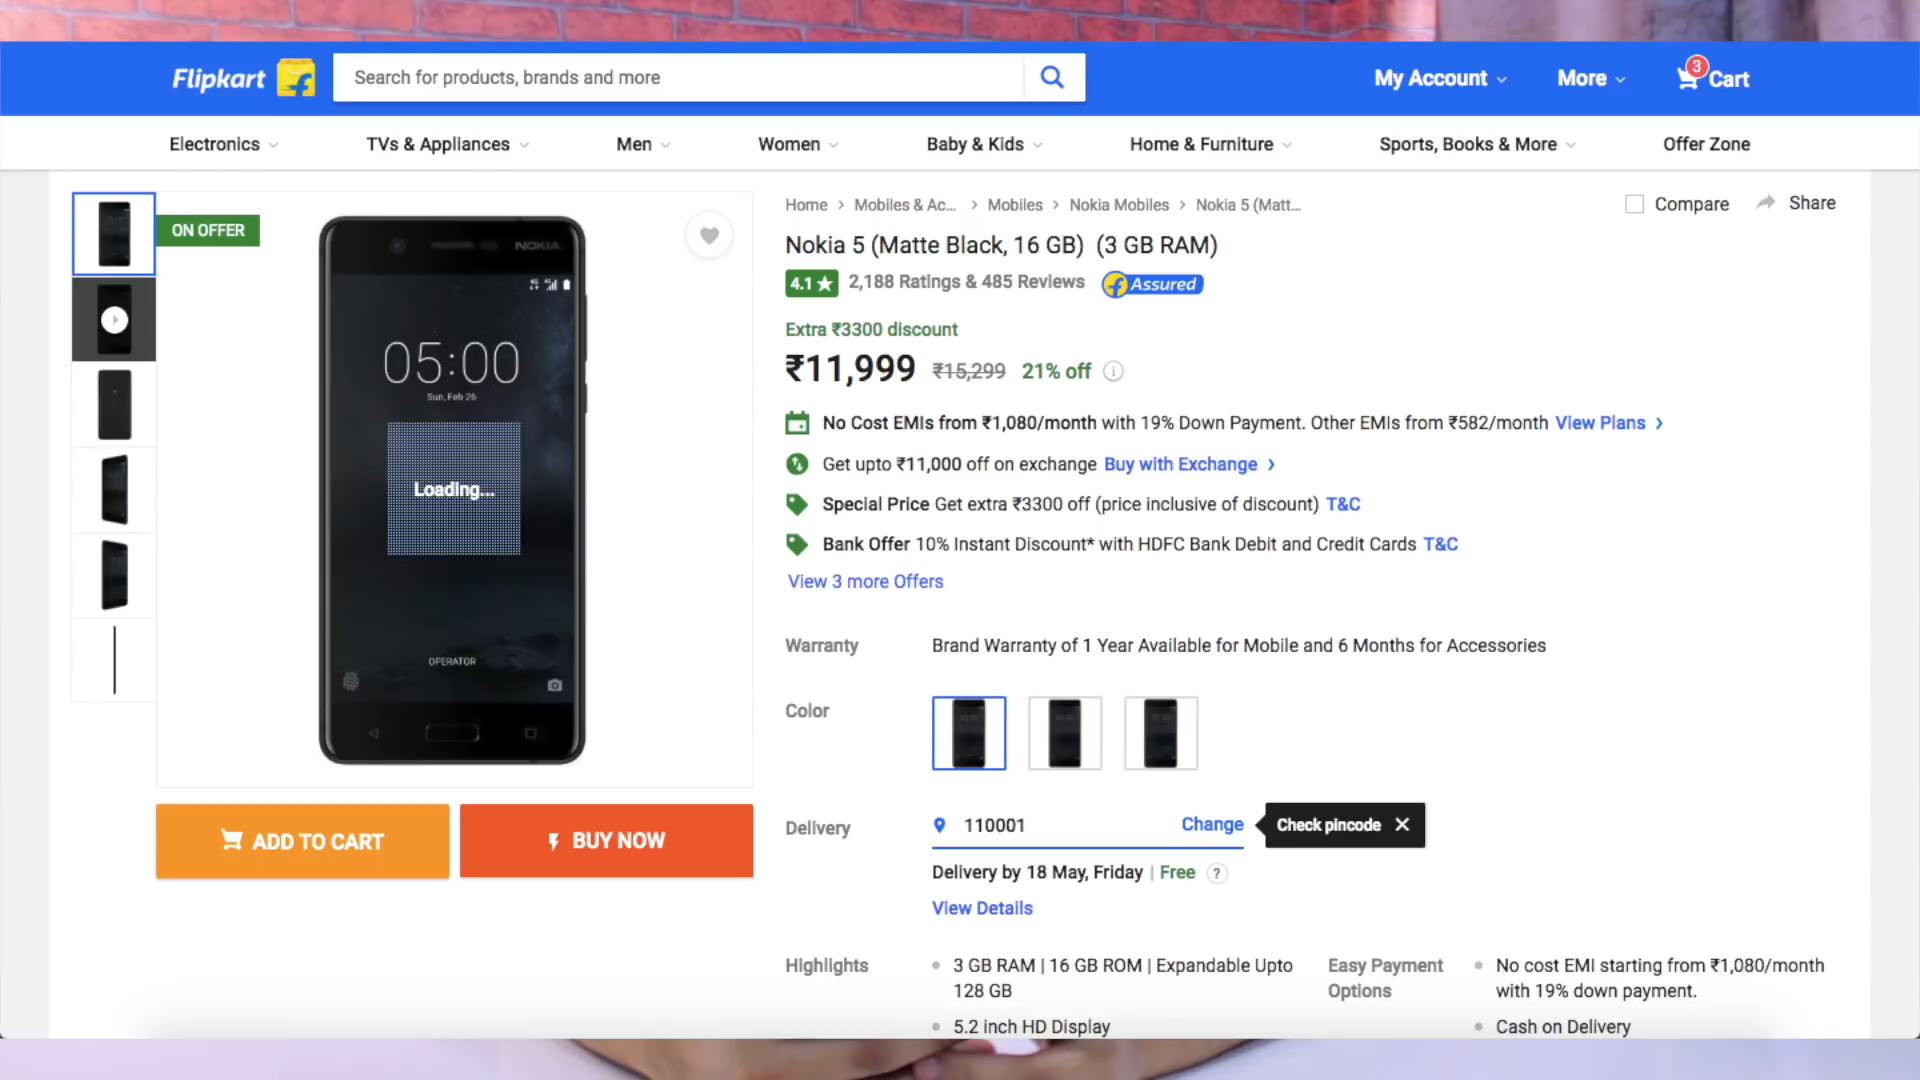 Flipkart
Search for products, brands and more
My Account
More
3
Cart
Electronics
TVs & Appliances
Men
Women
Baby & Kids
Home & Furniture
Sports, Books & More
Offer Zone
ON OFFER
NOKIA
05:00
Sun, Feb 26
Loading...
OPERATOR
ADD TO CART
BUY NOW
Home > Mobiles & Ac... > Mobiles > Nokia Mobiles > Nokia 5 (Matt...
Compare
Share
Nokia 5 (Matte Black, 16 GB) (3 GB RAM)
4.1 ★ 2,188 Ratings & 485 Reviews
Assured
Extra ₹3300 discount
₹11,999 ₹15,299 21% off
No Cost EMIs from ₹1,080/month with 19% Down Payment. Other EMIs from ₹582/month View Plans >
Get upto ₹11,000 off on exchange Buy with Exchange >
Special Price Get extra ₹3300 off (price inclusive of discount) T&C
Bank Offer 10% Instant Discount* with HDFC Bank Debit and Credit Cards T&C
View 3 more Offers
Warranty
Brand Warranty of 1 Year Available for Mobile and 6 Months for Accessories
Color
Delivery
110001
Change
Check pincode
Delivery by 18 May, Friday | Free ?
View Details
Highlights
3 GB RAM | 16 GB ROM | Expandable Upto
128 GB
5.2 inch HD Display
Easy Payment
Options
No cost EMI starting from ₹1,080/month
with 19% down payment.
Cash on Delivery